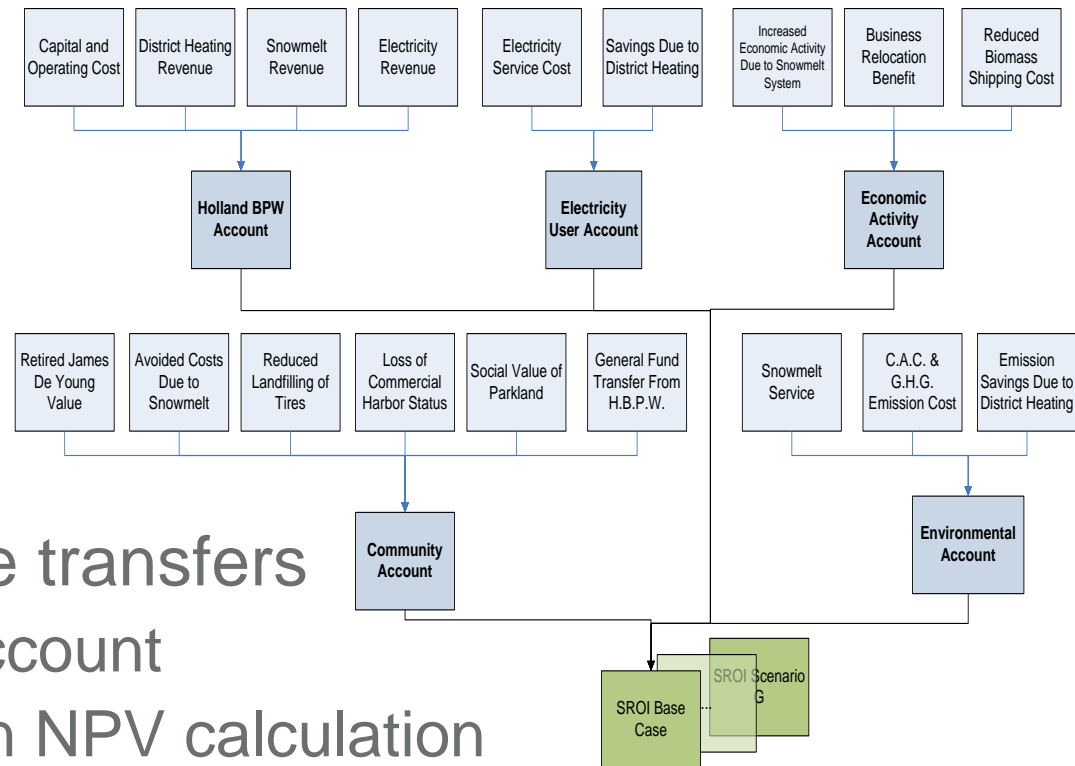 Capital and
Operating Cost
District Heating
Revenue
Snowmelt
Revenue
Electricity
Revenue
Electricity
Service Cost
Savings Due to
District Heating
Increased
Economic Activity
Due to Snowmelt
System
Business
Relocation
Benefit
Reduced
Biomass
Shipping Cost
Holland BPW
Account
Electricity
User Account
Economic
Activity
Account
Retired James
De Young
Value
Avoided Costs
Due to
Snowmelt
Reduced
Landfilling of
Tires
Loss of
Commercial
Harbor Status
Social Value of
Parkland
General Fund
Transfer From
H.B.P.W.
Snowmelt
Service
C.A.C. &
G.H.G.
Emission Cost
Emission
Savings Due to
District Heating
Community
Account
Environmental
Account
e transfers
ccount
n NPV calculation
SROI Base
Case
...
SROI Scenario
G